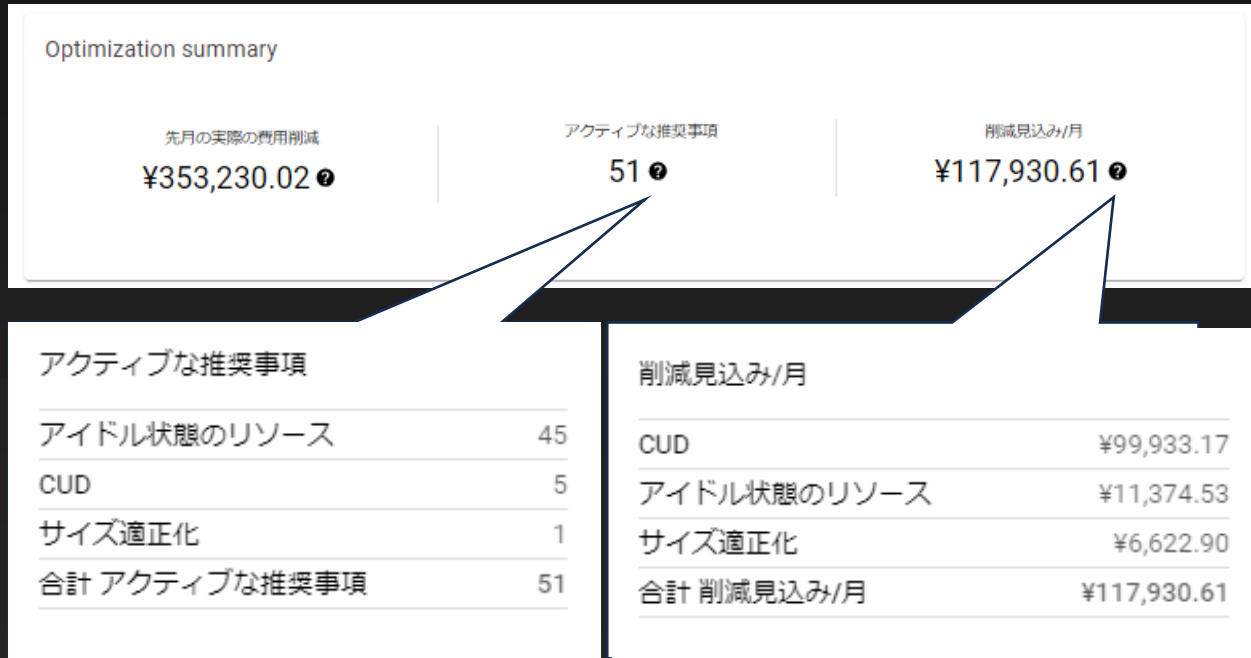 Optimization summary
先月の実際の費用削減
¥353,230.02 ?
アクティブな推奨事項
51 ?
削減見込み/月
¥117,930.61 ?
アクティブな推奨事項
アイドル状態のリソース 45
CUD 5
サイズ適正化 1
合計 アクティブな推奨事項 51
削減見込み/月
CUD ¥99,933.17
アイドル状態のリソース ¥11,374.53
サイズ適正化 ¥6,622.90
合計 削減見込み/月 ¥117,930.61